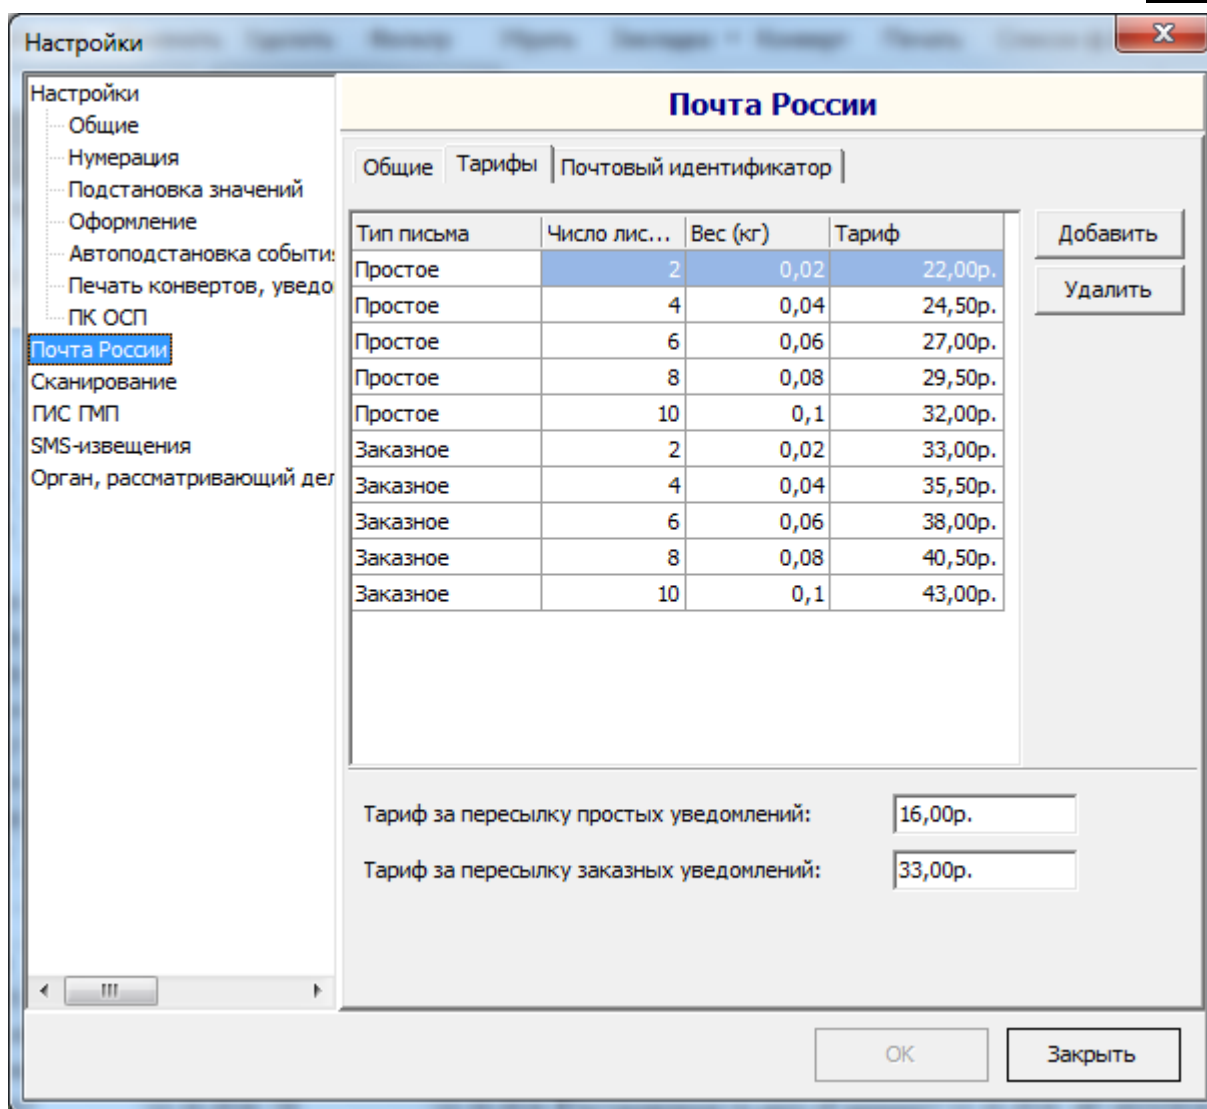 Настройки
Настройки
Общие
Нумерация
Подстановка значений
Оформление
Автоподстановка
Печать конвертов,
ПК ОСП
Почта России
Сканирование
ГИС ГМП
SMS-извещения
Орган, рассматривающий
Почта России
Общие Тарифы Почтовый идентификатор
Тип письма Число лис... Вес (кг) Тариф
Простое 2 0,02 22,00р.
Простое 4 0,04 24,50р.
Простое 6 0,06 27,00р.
Простое 8 0,08 29,50р.
Простое 10 0,1 32,00р.
Заказное 2 0,02 33,00р.
Заказное 4 0,04 35,50р.
Заказное 6 0,06 38,00р.
Заказное 8 0,08 40,50р.
Заказное 10 0,1 43,00р.
Добавить
Удалить
Тариф за пересылку простых уведомлений: 16,00р.
Тариф за пересылку заказных уведомлений: 33,00р.
OK Закрыть